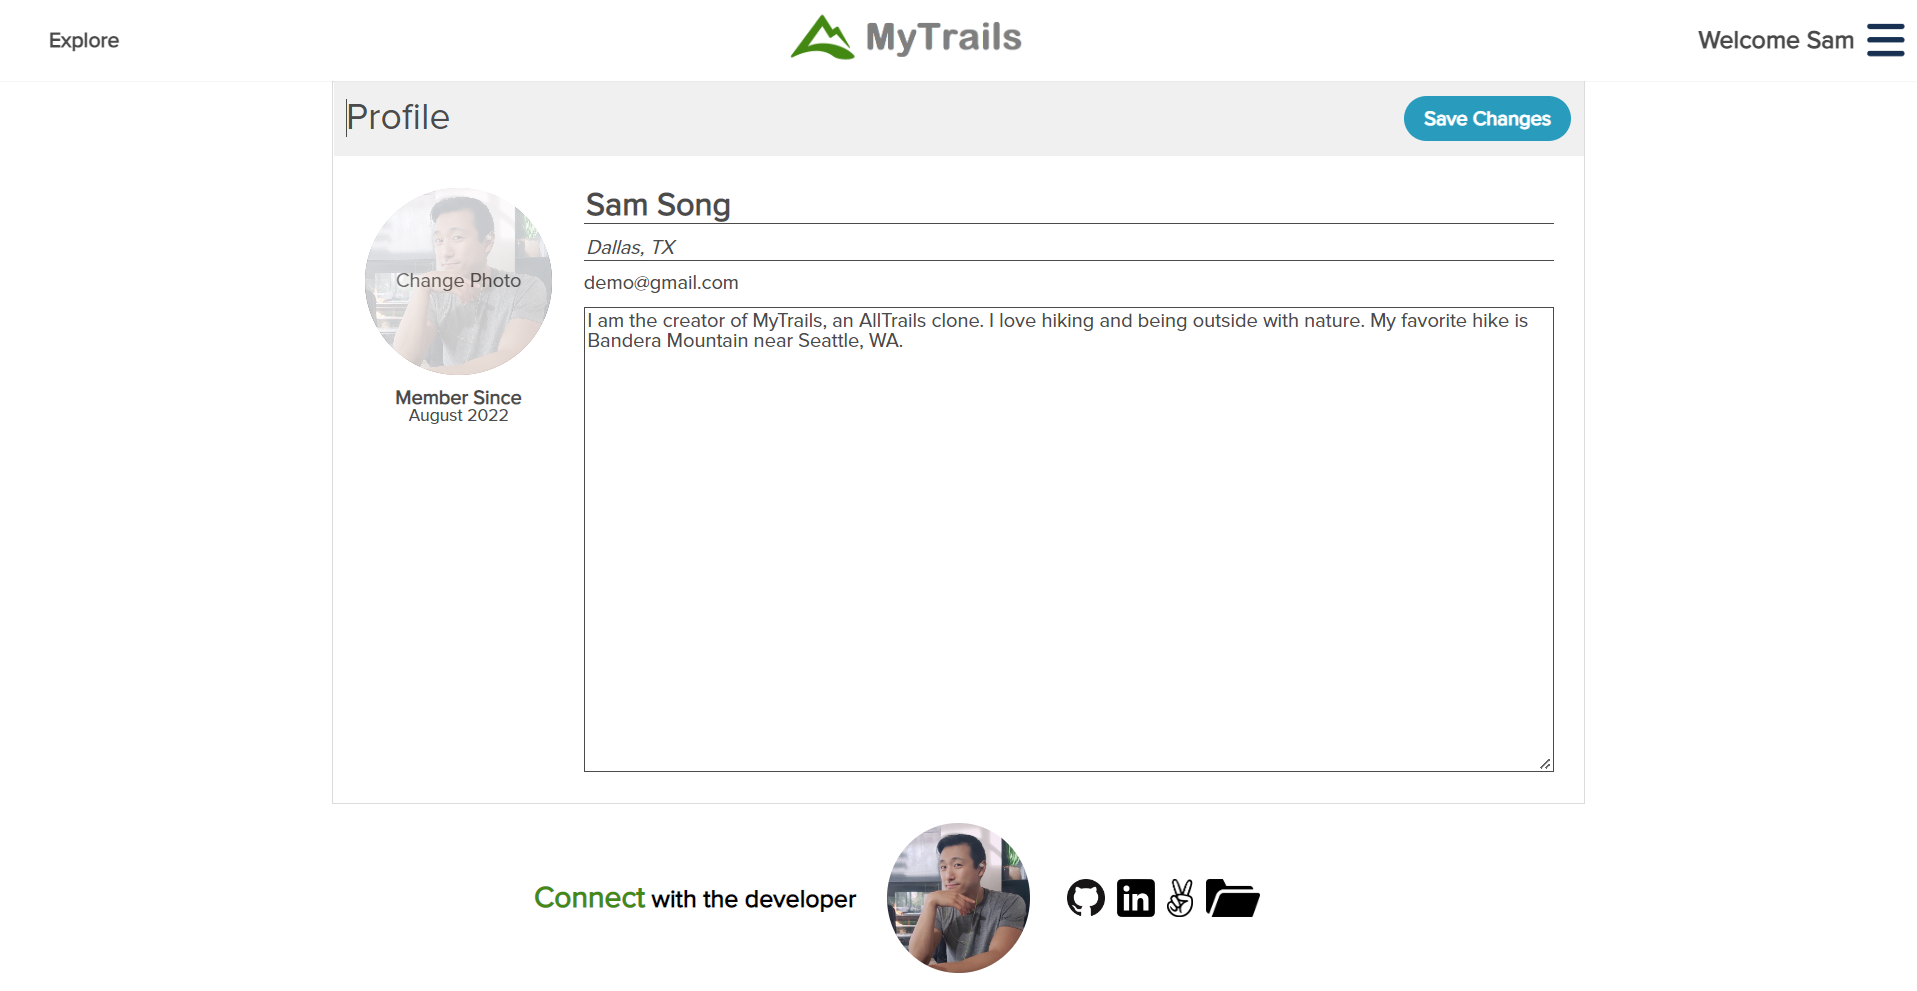 Explore
MyTrails
Welcome Sam
Profile
Save Changes
Sam Song
Dallas, TX
Change Photo
demo@gmail.com
I am the creator of MyTrails, an AllTrails clone. I love hiking and being outside with nature. My favorite hike is
Bandera Mountain near Seattle, WA.
Member Since
August 2022
Connect with the developer
in